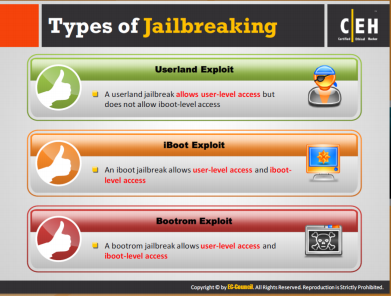 Types of Jailbreaking
CEH
Certified Ethical Hacker
Userland Exploit
A userland jailbreak allows user-level access but
does not allow iboot-level access
iBoot Exploit
An iboot jailbreak allows user-level access and iboot-
level access
Bootrom Exploit
A bootrom jailbreak allows user-level access and
iboot-level access
Copyright © by EC-Council. All Rights Reserved. Reproduction is Strictly Prohibited.